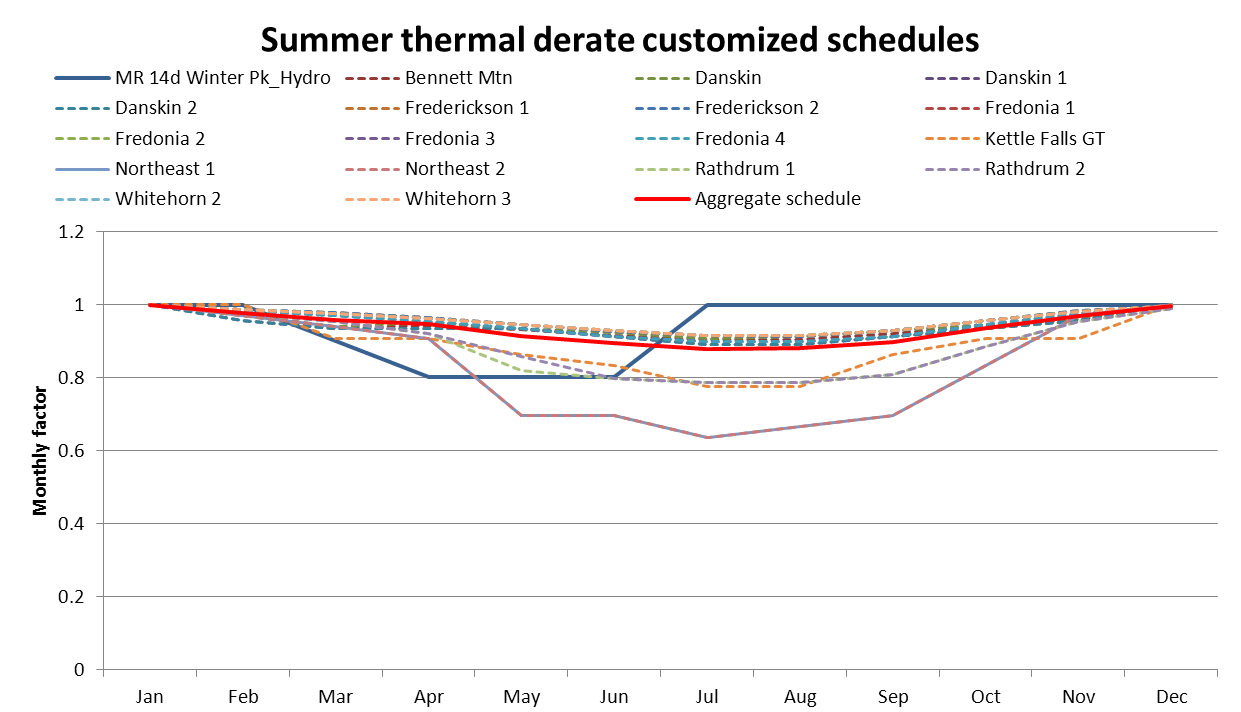 Summer thermal derate customized schedules
MR 14d Winter Pk_Hydro Bennett Mtn Danskin Danskin 1
Danskin 2 Frederickson 1 Frederickson 2 Fredonia 1
Fredonia 2 Fredonia 3 Fredonia 4 Kettle Falls GT
Northeast 1 Northeast 2 Rathdrum 1 Rathdrum 2
Whitehorn 2 Whitehorn 3 Aggregate schedule
Monthly factor
1.2
1
0.8
0.6
0.4
0.2
0
Jan Feb Mar Apr May Jun Jul Aug Sep Oct Nov Dec